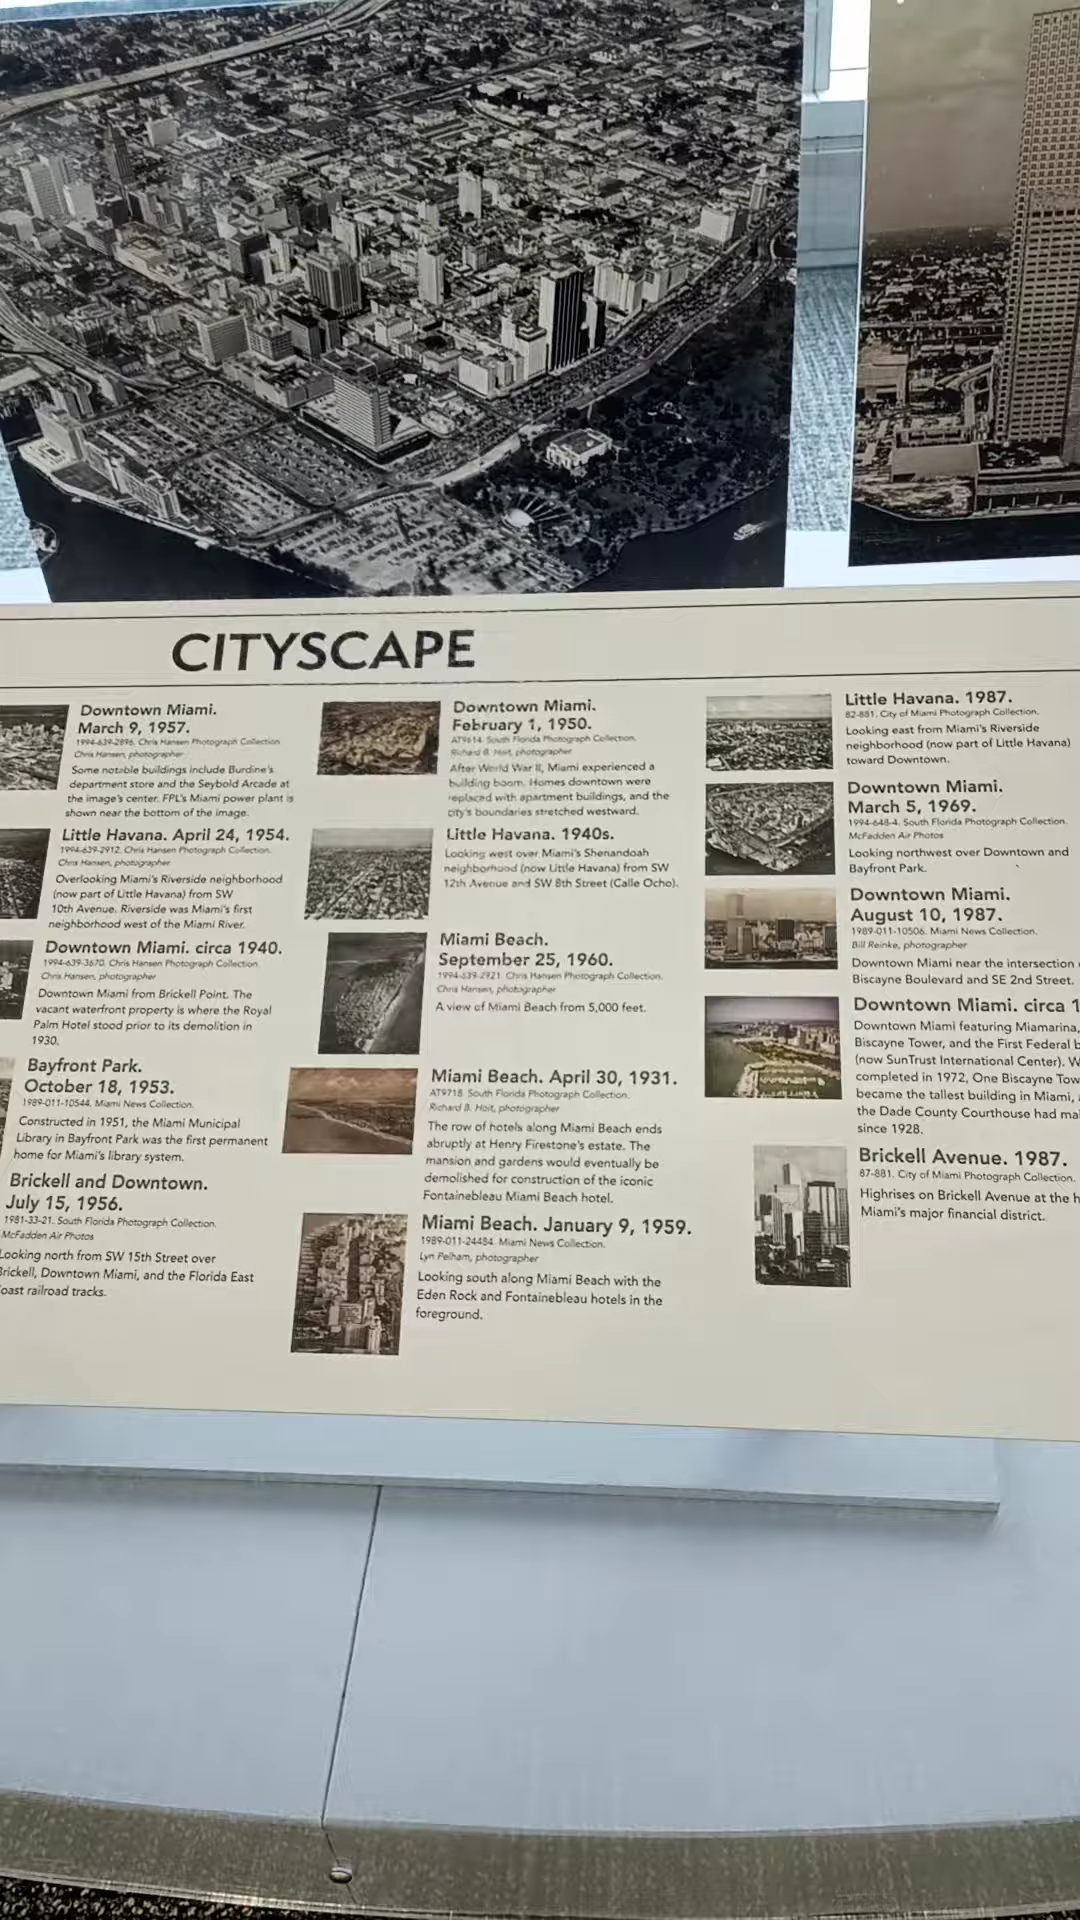 CITYSCAPE
Downtown Miami.
March 9, 1957.
1994-639-2896. Chris Hansen Photograph Collection
Chris Hansen, photographer
Some notable buildings include Burdine's
department store and the Seybold Arcade at
the image's center. FPL's Miami power plant is
shown near the bottom of the image.
Little Havana. April 24, 1954.
1994-639-2912. Chris Hansen Photograph Collection.
Chris Hansen, photographer
Overlooking Miami's Riverside neighborhood
(now part of Little Havana) from SW
10th Avenue. Riverside was Miami's first
neighborhood west of the Miami River.
Downtown Miami. circa 1940.
1994-639-3670. Chris Hansen Photograph Collection
Chris Hansen, photographer
Downtown Miami from Brickell Point. The
vacant waterfront property is where the Royal
Palm Hotel stood prior to its demolition in
1930.
Bayfront Park.
October 18, 1953.
1989-011-10544. Miami News Collection.
Constructed in 1951, the Miami Municipal
Library in Bayfront Park was the first permanent
home for Miami's library system.
Brickell and Downtown.
July 15, 1956.
1981-33-21. South Florida Photograph Collection.
McFadden Air Photos
Looking north from SW 15th Street over
Brickell, Downtown Miami, and the Florida East
oast railroad tracks.
Downtown Miami.
February 1, 1950.
AT9614. South Florida Photograph Collection.
Richard B. Hoit, photographer
After World War II, Miami experienced a
building boom. Homes downtown were
replaced with apartment buildings, and the
city's boundaries stretched westward.
Little Havana. 1940s.
Looking west over Miami's Shenandoah
neighborhood (now Little Havana) from SW
12th Avenue and SW 8th Street (Calle Ocho).
Miami Beach.
September 25, 1960.
1994-639-2921. Chris Hansen Photograph Collection.
Chris Hansen, photographer
A view of Miami Beach from 5,000 feet.
Miami Beach. April 30, 1931.
AT9718. South Florida Photograph Collection.
Richard B. Hoit, photographer
The row of hotels along Miami Beach ends
abruptly at Henry Firestone's estate. The
mansion and gardens would eventually be
demolished for construction of the iconic
Fontainebleau Miami Beach hotel.
Miami Beach. January 9, 1959.
1989-011-24484. Miami News Collection.
Lyn Pelham, photographer
Looking south along Miami Beach with the
Eden Rock and Fontainebleau hotels in the
foreground.
Little Havana. 1987.
82-881. City of Miami Photograph Collection.
Looking east from Miami's Riverside
neighborhood (now part of Little Havana)
toward Downtown.
Downtown Miami.
March 5, 1969.
1994-648-4. South Florida Photograph Collection.
McFadden Air Photos
Looking northwest over Downtown and
Bayfront Park.
Downtown Miami.
August 10, 1987.
1989-011-10506. Miami News Collection.
Bill Reinke, photographer
Downtown Miami near the intersection
Biscayne Boulevard and SE 2nd Street.
Downtown Miami. circa 1
Downtown Miami featuring Miamarina,
Biscayne Tower, and the First Federal b
(now SunTrust International Center). W
completed in 1972, One Biscayne Tow
became the tallest building in Miami,
the Dade County Courthouse had ma
since 1928.
Brickell Avenue. 1987.
87-881. City of Miami Photograph Collection.
Highrises on Brickell Avenue at the h
Miami's major financial district.